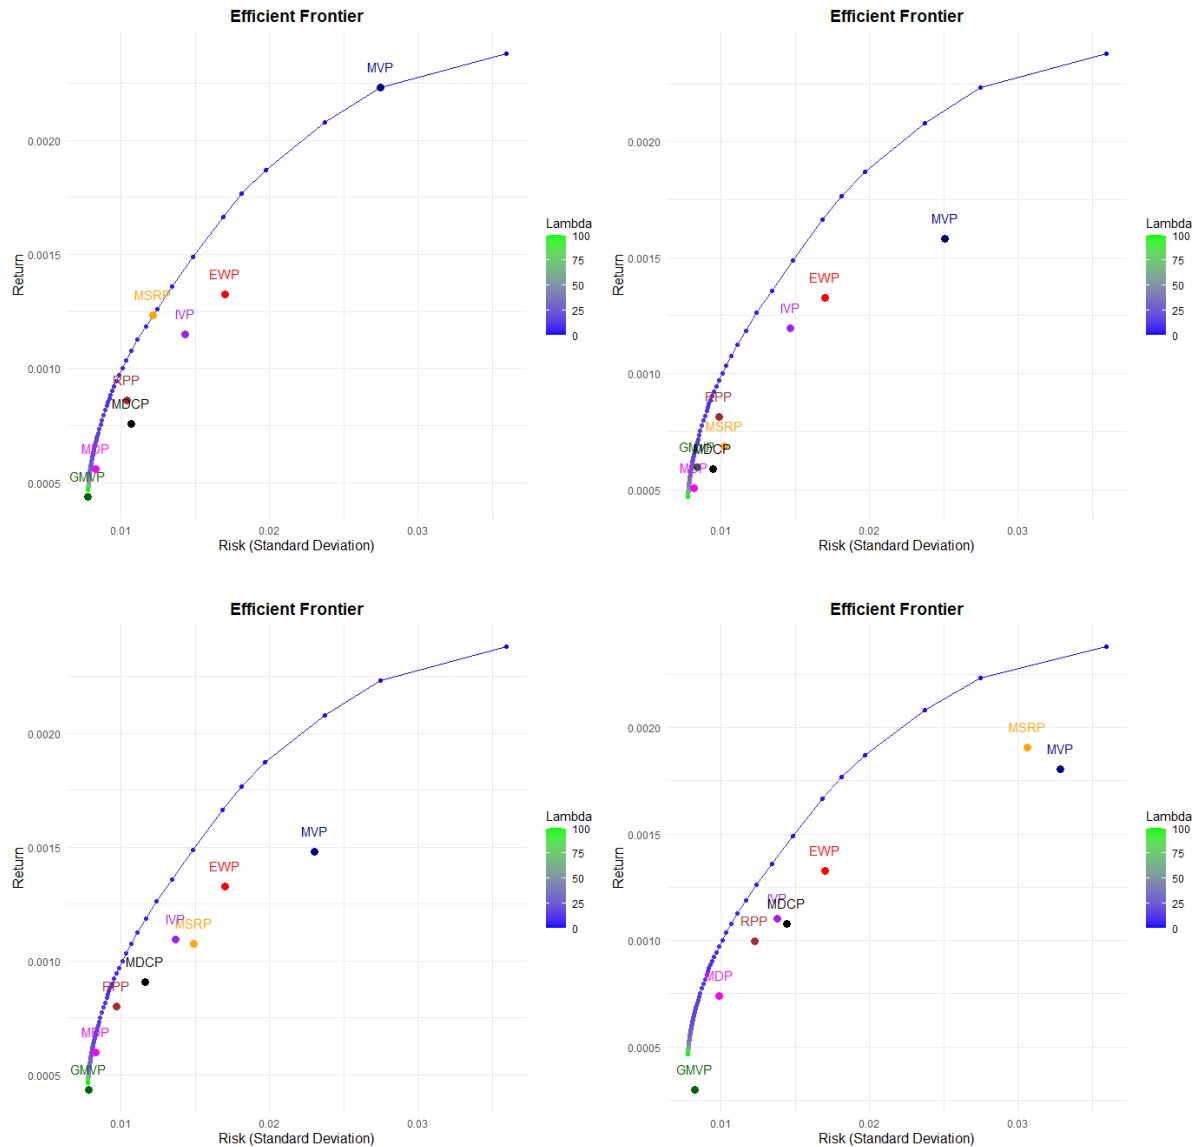 Efficient Frontier
MVP
0.0020
Lambda
100
75
50
25
0
Return
0.0015
EWP
MSRP
IVP
0.0010
RPP
MDCP
MDP
GMVP
0.0005
0.01
0.02
0.03
Risk (Standard Deviation)
Efficient Frontier
0.0020
MVP
Lambda
100
75
50
25
0
Return
0.0015
EWP
IVP
0.0010
RPP
MSRP
GMVP
MDCP
MDP
0.0005
0.01
0.02
0.03
Risk (Standard Deviation)
Efficient Frontier
0.0020
Lambda
100
75
50
25
0
Return
MVP
0.0015
EWP
IVP
MSRP
0.0010
MDCP
RPP
MDP
GMVP
0.0005
0.01
0.02
0.03
Risk (Standard Deviation)
Efficient Frontier
MSRP
0.0020
MVP
Lambda
100
75
50
25
0
Return
0.0015
EWP
IVP
MDCP
RPP
0.0010
MDP
GMVP
0.0005
0.01
0.02
0.03
Risk (Standard Deviation)